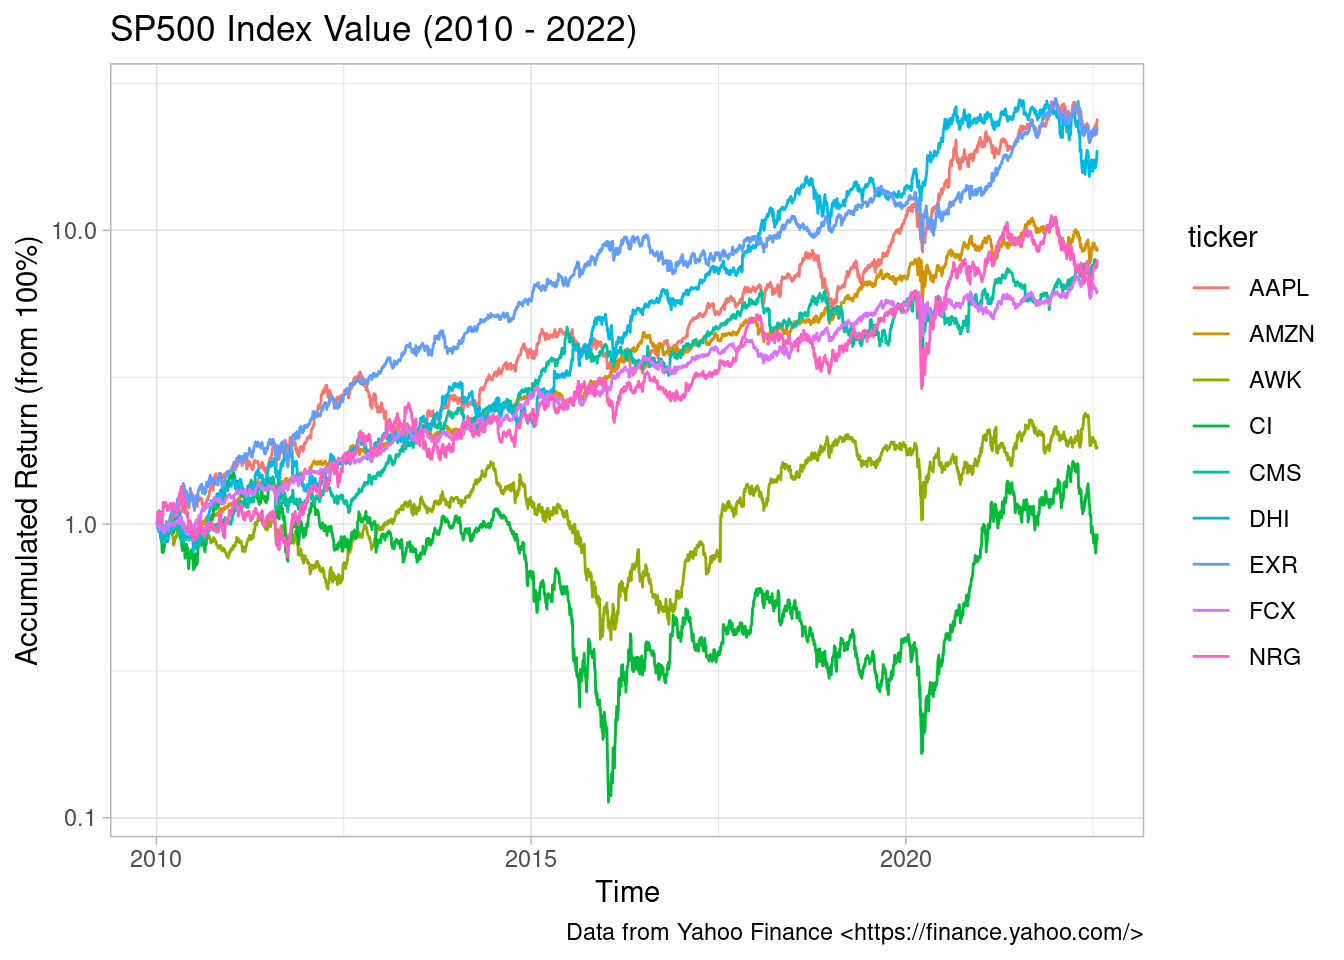 SP500 Index Value (2010 - 2022)
Accumulated Return (from 100%)
10.0
1.0
0.1
2010
2015
2020
Time
ticker
AAPL
AMZN
AWK
CI
CMS
DHI
EXR
FCX
NRG
Data from Yahoo Finance <https://finance.yahoo.com/>